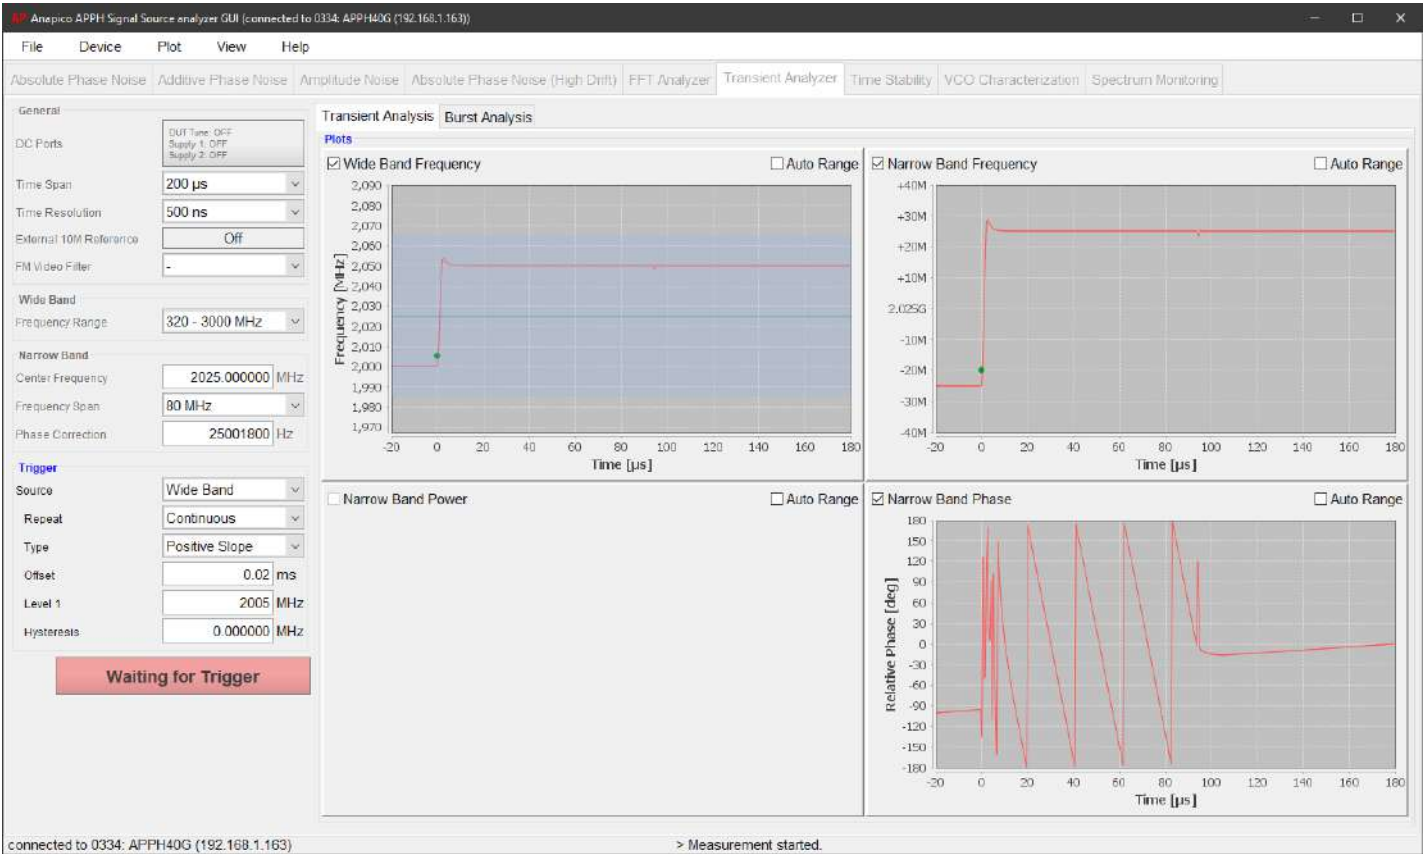 AP Anapico APPH Signal Source analyzer GUI (connected to 0334: APPH40G (192.168.1.163))
File Device Plot View Help
Absolute Phase Noise Additive Phase Noise Amplitude Noise Absolute Phase Noise (High Drift) FFT Analyzer Transient Analyzer Time Stability VCO Characterization Spectrum Monitoring
General
DC Ports
DUT Tune: OFF
Supply 1: OFF
Supply 2: OFF
Time Span 200 µs
Time Resolution 500 ns
External 10M Reference Off
FM Video Filter -
Wide Band
Frequency Range 320 - 3000 MHz
Narrow Band
Center Frequency 2025.000000 MHz
Frequency Span 80 MHz
Phase Correction 25001800 Hz
Trigger
Source Wide Band
Repeat Continuous
Type Positive Slope
Offset 0.02 ms
Level 1 2005 MHz
Hysteresis 0.000000 MHz
Waiting for Trigger
Transient Analysis Burst Analysis
Plots
Wide Band Frequency Auto Range
2,090
2,080
2,070
2,060
2,050
2,040
2,030
2,020
2,010
2,000
1,990
1,980
1,970
Frequency [MHz]
-20 0 20 40 60 80 100 120 140 160 180
Time [µs]
Narrow Band Frequency Auto Range
+40M
+30M
+20M
+10M
2.025G
-10M
-20M
-30M
-40M
-20 0 20 40 60 80 100 120 140 160 180
Time [µs]
Narrow Band Power Auto Range
Narrow Band Phase Auto Range
180
150
120
90
60
30
0
-30
-60
-90
-120
-150
-180
Relative Phase [deg]
-20 0 20 40 60 80 100 120 140 160 180
Time [µs]
connected to 0334: APPH40G (192.168.1.163) > Measurement started.